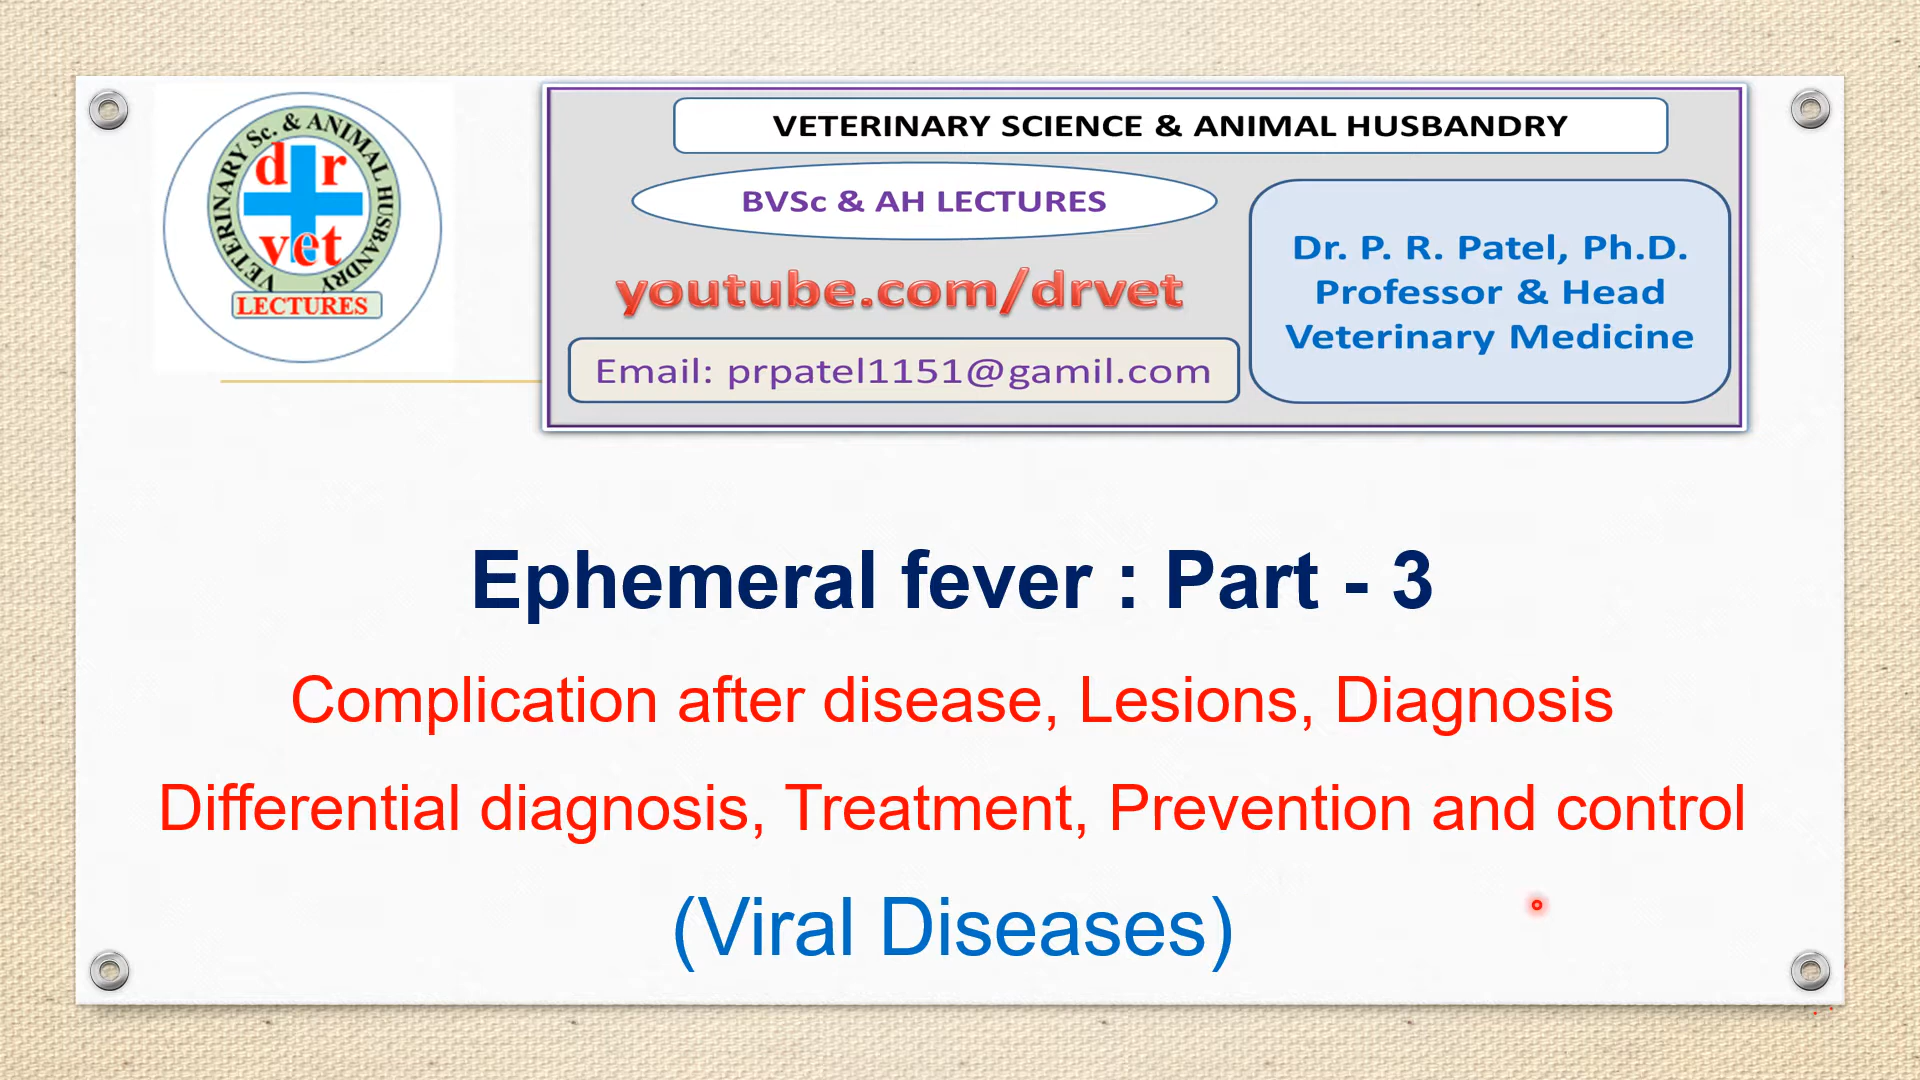 VETERINARY Sc. & ANIMAL HUSBANDRY
d r
vet
LECTURES
VETERINARY SCIENCE & ANIMAL HUSBANDRY
BVSc & AH LECTURES
youtube.com/drvet
Email: prpatel1151@gamil.com
Dr. P. R. Patel, Ph.D.
Professor & Head
Veterinary Medicine
Ephemeral fever : Part - 3
Complication after disease, Lesions, Diagnosis
Differential diagnosis, Treatment, Prevention and control
(Viral Diseases)